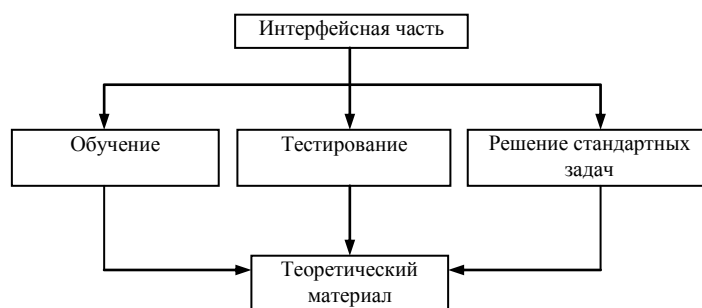 Интерфейсная часть
Обучение
Тестирование
Решение стандартных
задач
Теоретический
материал